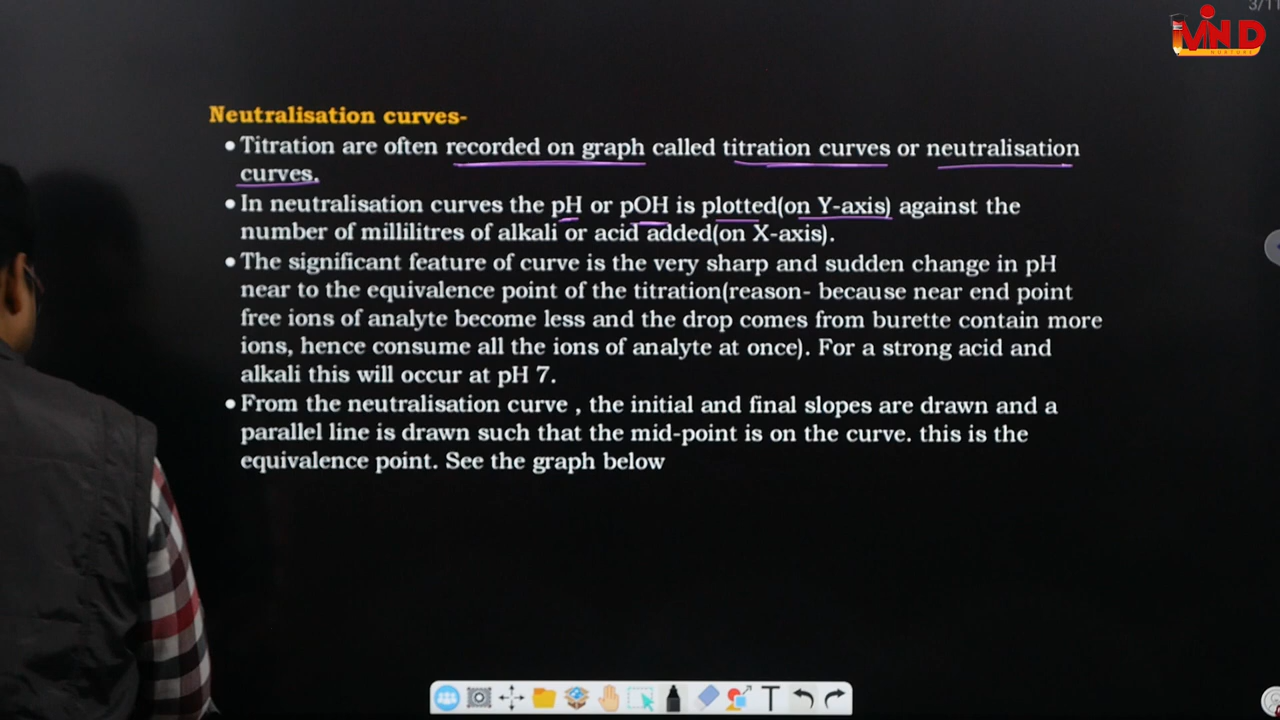 3/11
MIND
NURTURE
Neutralisation curves-
• Titration are often recorded on graph called titration curves or neutralisation
curves.
• In neutralisation curves the pH or pOH is plotted(on Y-axis) against the
number of millilitres of alkali or acid added(on X-axis).
• The significant feature of curve is the very sharp and sudden change in pH
near to the equivalence point of the titration(reason- because near end point
free ions of analyte become less and the drop comes from burette contain more
ions, hence consume all the ions of analyte at once). For a strong acid and
alkali this will occur at pH 7.
• From the neutralisation curve , the initial and final slopes are drawn and a
parallel line is drawn such that the mid-point is on the curve. this is the
equivalence point. See the graph below
T